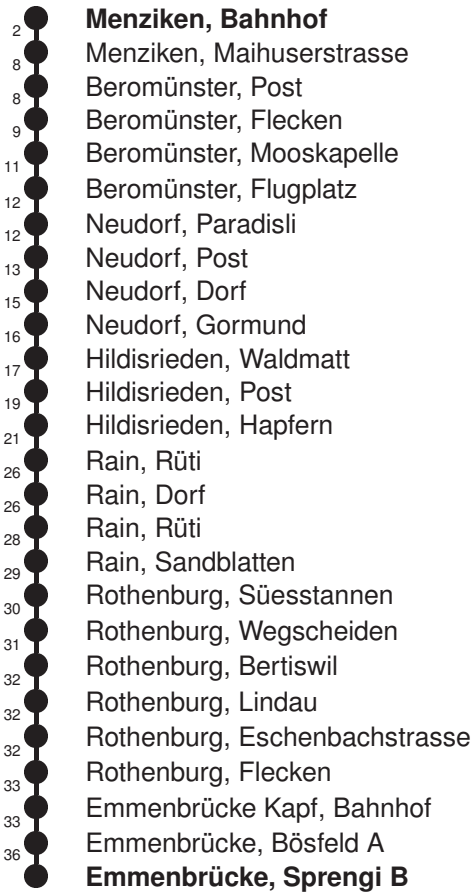 Menziken, Bahnhof
2
Menziken, Maihuserstrasse
8
Beromünster, Post
8
Beromünster, Flecken
9
Beromünster, Mooskapelle
11
Beromünster, Flugplatz
12
Neudorf, Paradisli
12
Neudorf, Post
13
Neudorf, Dorf
15
Neudorf, Gormund
16
Hildisrieden, Waldmatt
17
Hildisrieden, Post
19
Hildisrieden, Hapfern
21
Rain, Rüti
26
Rain, Dorf
26
Rain, Rüti
28
Rain, Sandblatten
29
Rothenburg, Süesstannen
30
Rothenburg, Wegscheiden
31
Rothenburg, Bertiswil
32
Rothenburg, Lindau
32
Rothenburg, Eschenbachstrasse
32
Rothenburg, Flecken
33
Emmenbrücke Kapf, Bahnhof
33
Emmenbrücke, Bösfeld A
36
Emmenbrücke, Sprengi B